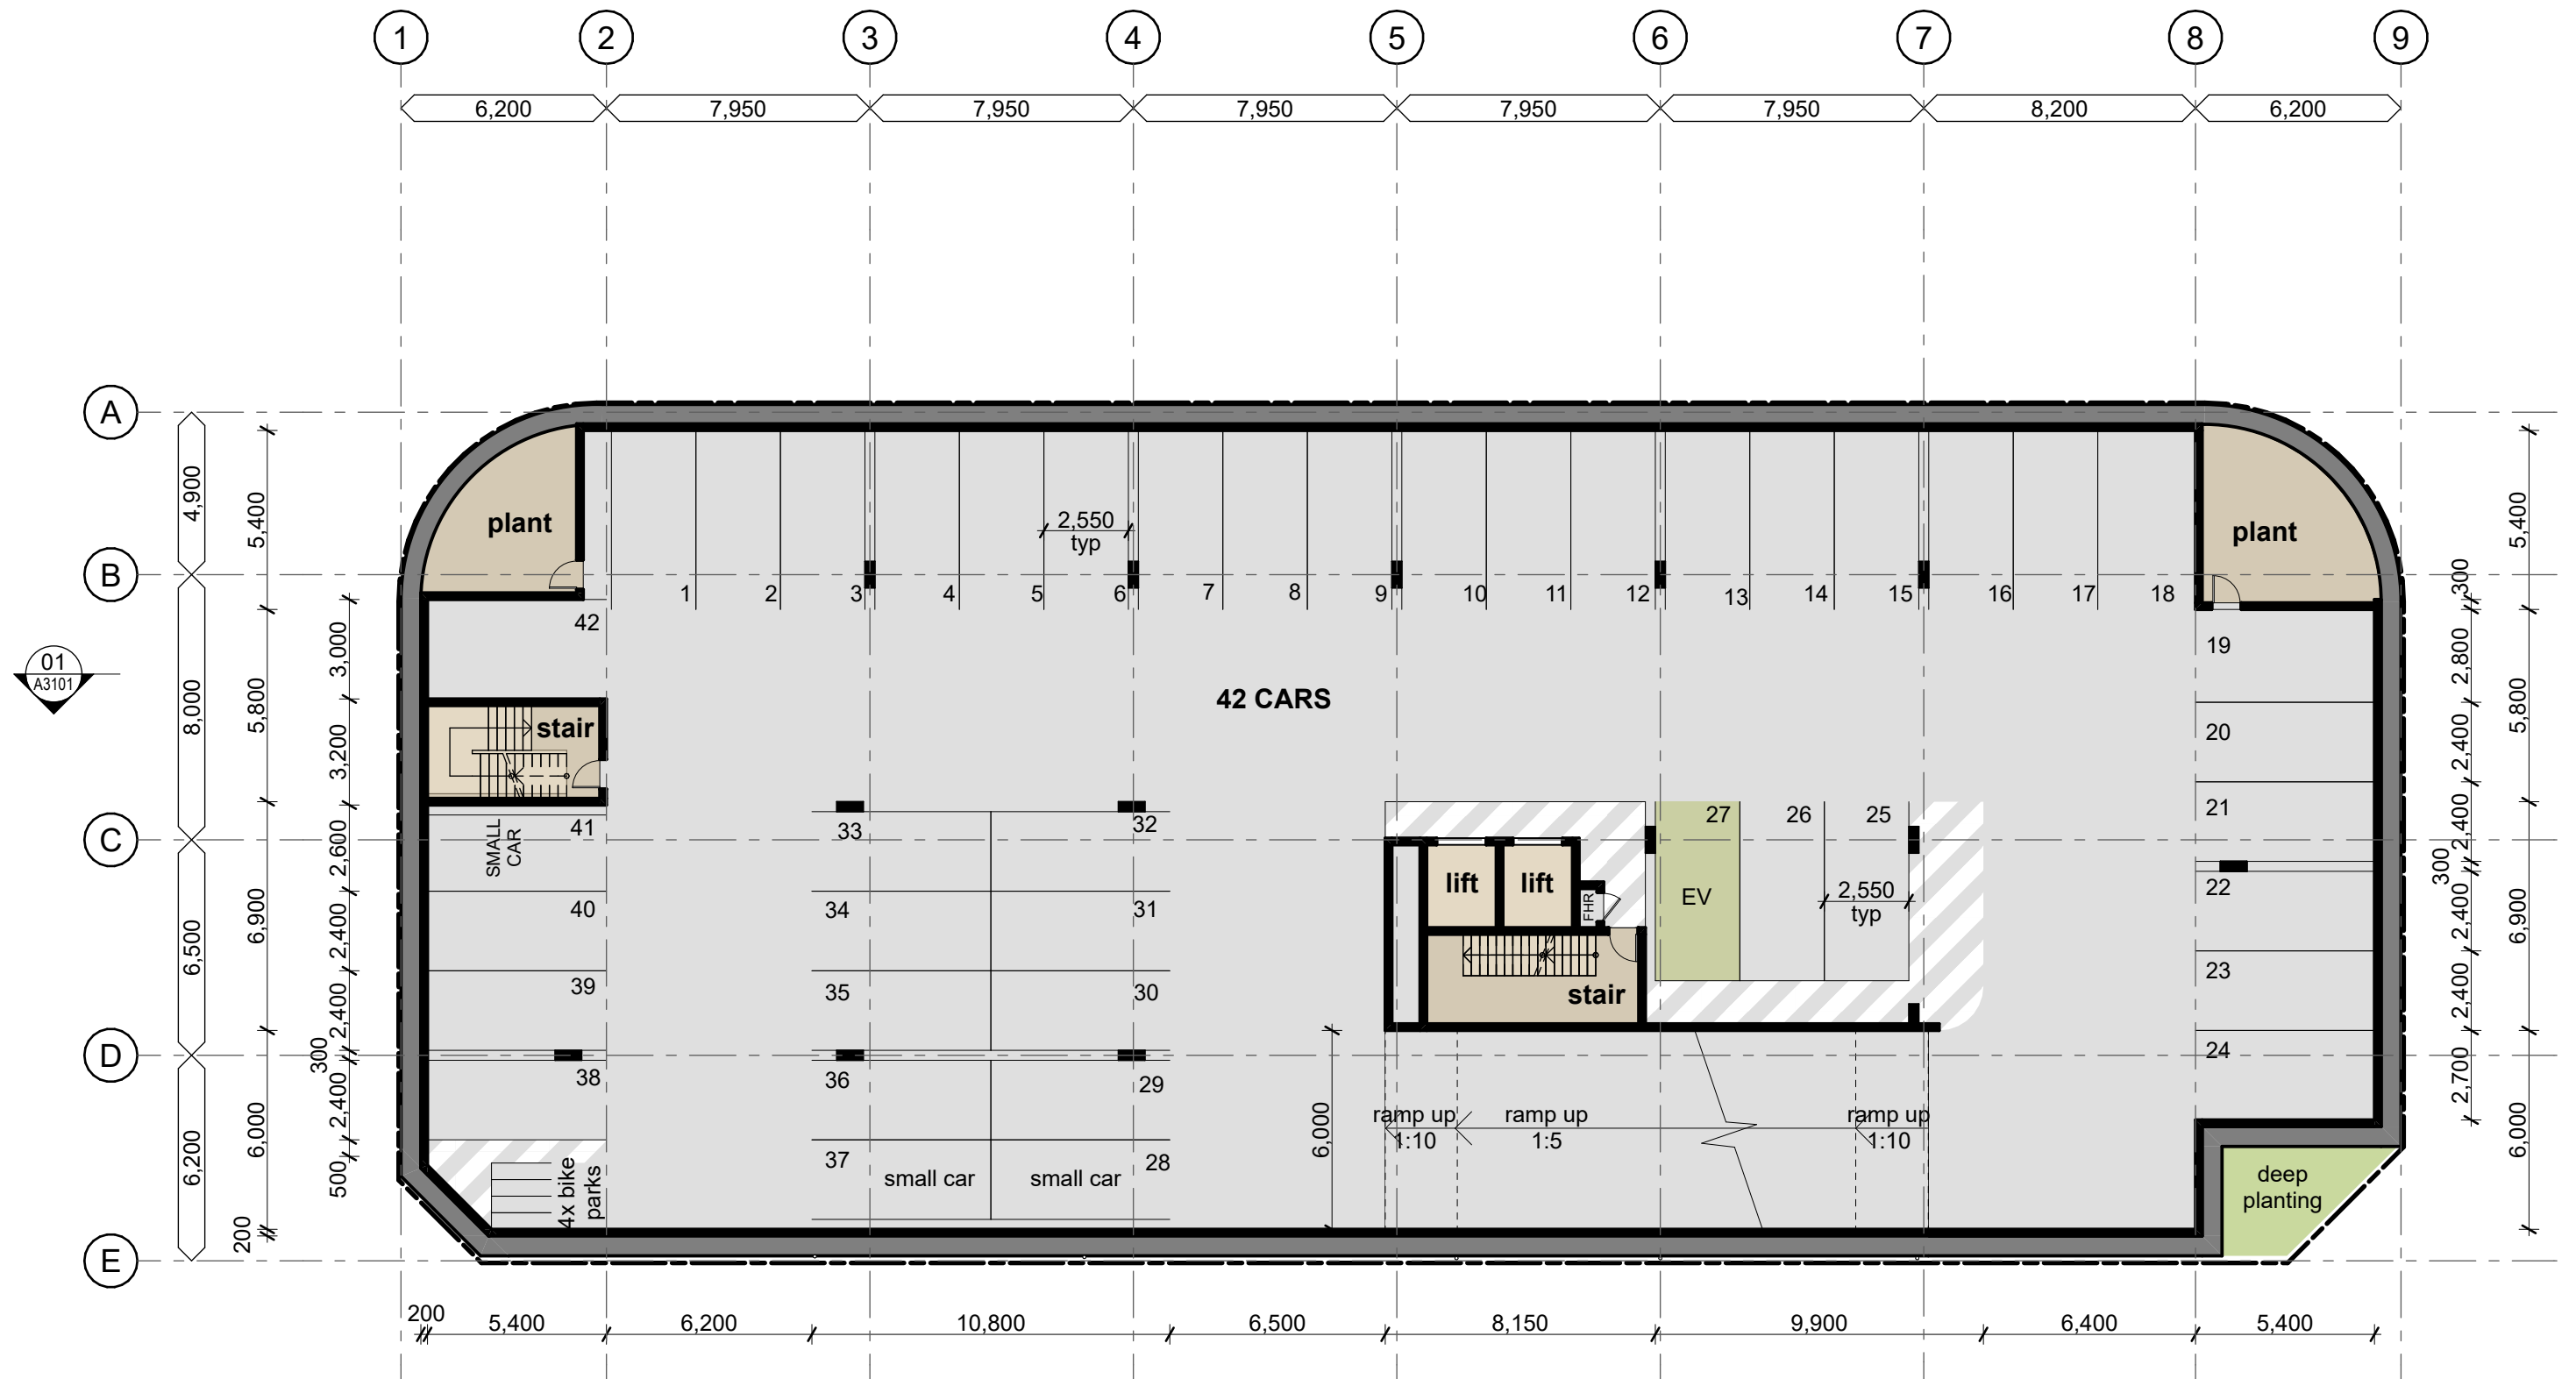 1 2 3 4 5 6 7 8 9
6,200 7,950 7,950 7,950 7,950 7,950 8,200 6,200
A
B
C
D
E
4,900
8,000
6,500
6,200
5,400
5,800
6,900
6,000
200
3,000
3,200
2,600
2,400
2,400
300
2,400
500
01
A3101
plant
plant
2,550
typ
1 2 3 4 5 6 7 8 9 10 11 12 13 14 15 16 17 18
42
19
42 CARS
stair
20
21
SMALL
CAR
41
33
32
27
26
25
lift
lift
FHR
EV
2,550
typ
22
40
34
31
39
35
30
23
stair
24
38
36
29
ramp up
1:10
ramp up
1:5
ramp up
1:10
6,000
37
small car
small car
28
4x bike
parks
deep
planting
300
2,800
2,400
2,400
300
2,400
2,400
2,700
5,400
5,800
6,900
6,000
200 5,400 6,200 10,800 6,500 8,150 9,900 6,400 5,400